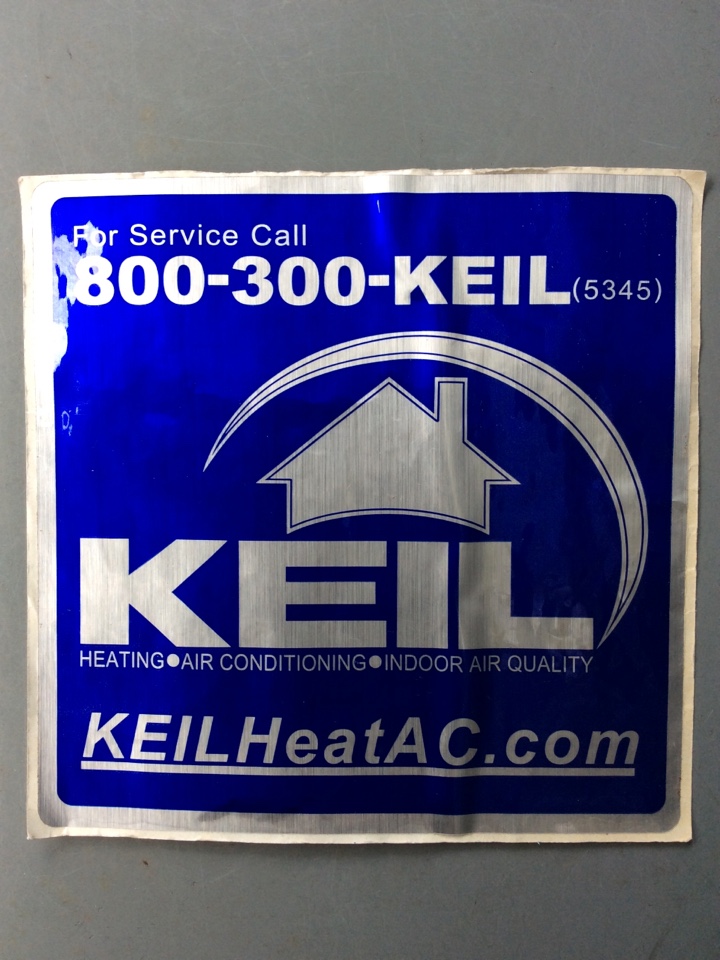 For Service Call
800-300-KEIL(5345)
KEIL
HEATING●AIR CONDITIONING●INDOOR AIR QUALITY
KEILHeatAC.com